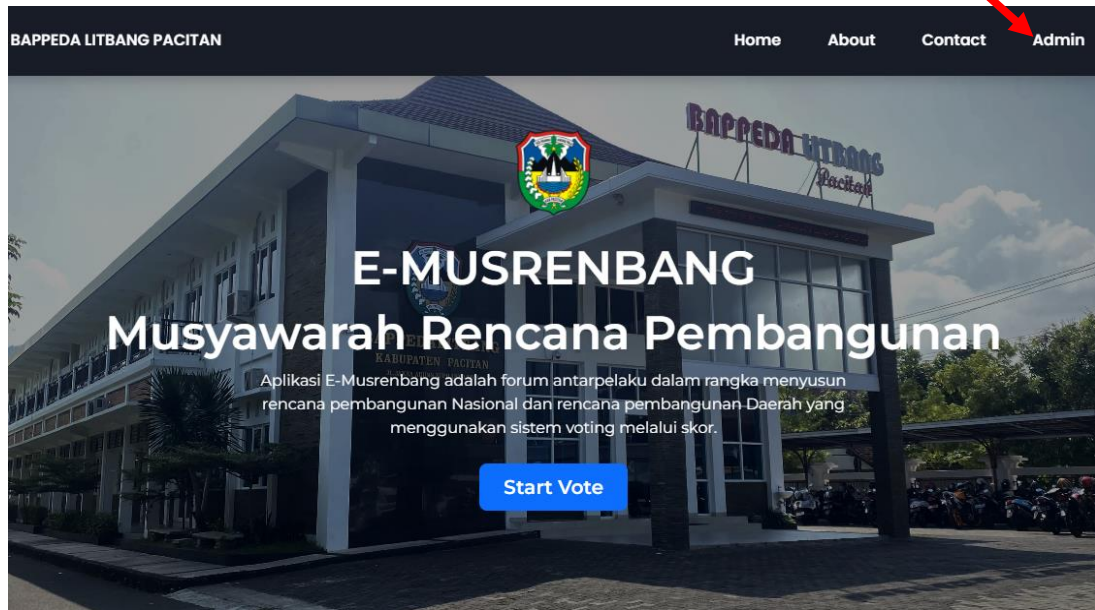 BAPPEDA LITBANG PACITAN
Home About Contact Admin
BAPPEDA LITBANG
Pacitan
E-MUSRENBANG
Musyawarah Rencana Pembangunan
KABUPATEN PACITAN
Aplikasi E-Musrenbang adalah forum antarpelaku dalam rangka menyusun
rencana pembangunan Nasional dan rencana pembangunan Daerah yang
menggunakan sistem voting melalui skor.
Start Vote